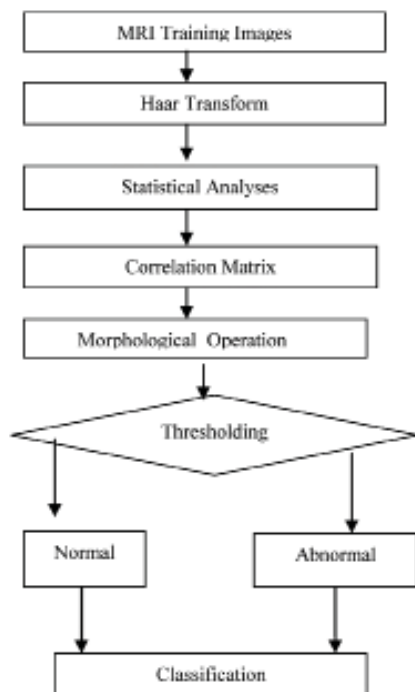 MRI Training Images
Haar Transform
Statistical Analyses
Correlation Matrix
Morphological Operation
Thresholding
Normal
Abnormal
Classification